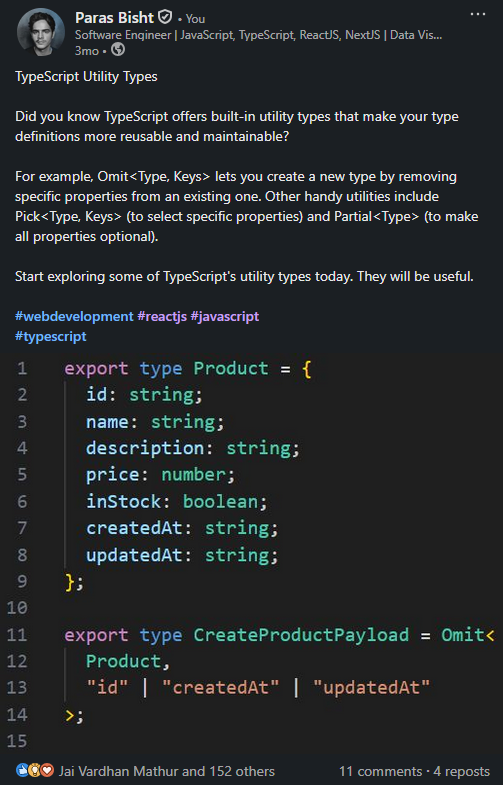 Paras Bisht • You
Software Engineer | JavaScript, TypeScript, ReactJS, NextJS | Data Vis...
3mo •
TypeScript Utility Types
Did you know TypeScript offers built-in utility types that make your type
definitions more reusable and maintainable?
For example, Omit<Type, Keys> lets you create a new type by removing
specific properties from an existing one. Other handy utilities include
Pick<Type, Keys> (to select specific properties) and Partial<Type> (to make
all properties optional).
Start exploring some of TypeScript's utility types today. They will be useful.
#webdevelopment #reactjs #javascript
#typescript
1 export type Product = {
2 id: string;
3 name: string;
4 description: string;
5 price: number;
6 inStock: boolean;
7 createdAt: string;
8 updatedAt: string;
9 };
10
11 export type CreateProductPayload = Omit<
12 Product,
13 "id" | "createdAt" | "updatedAt"
14 >;
15
Jai Vardhan Mathur and 152 others 11 comments · 4 reposts